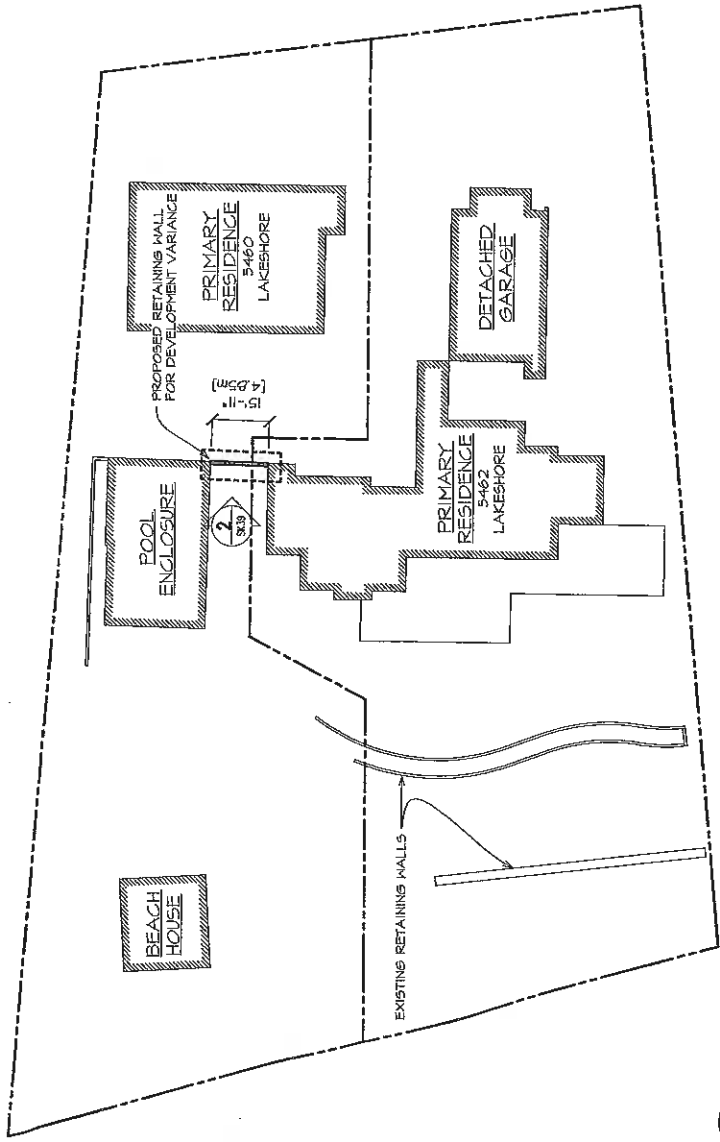 BEACH
HOUSE
POOL
ENCLOSURE
PROPOSED RETAINING WALL
FOR DEVELOPMENT VARIANCE
PRIMARY
RESIDENCE
5460
LAKESHORE
15'-11"
[4.85m]
2
SK39
EXISTING RETAINING WALLS
PRIMARY
RESIDENCE
5462
LAKESHORE
DETACHED
GARAGE